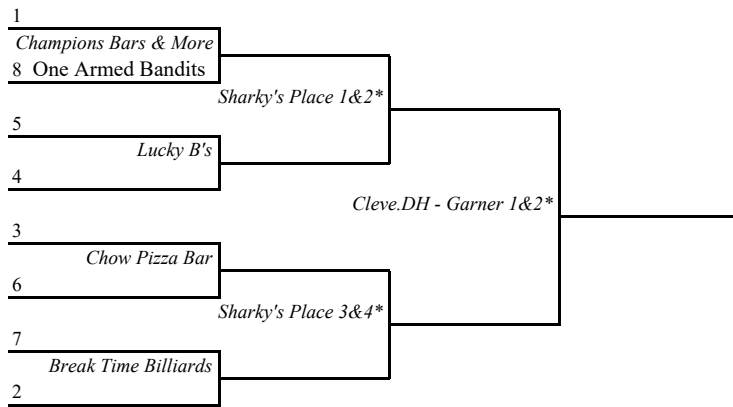 1
Champions Bars & More
8 One Armed Bandits
Sharky's Place 1&2*
5
Lucky B's
4
Cleve.DH - Garner 1&2*
3
Chow Pizza Bar
6
Sharky's Place 3&4*
7
Break Time Billiards
2